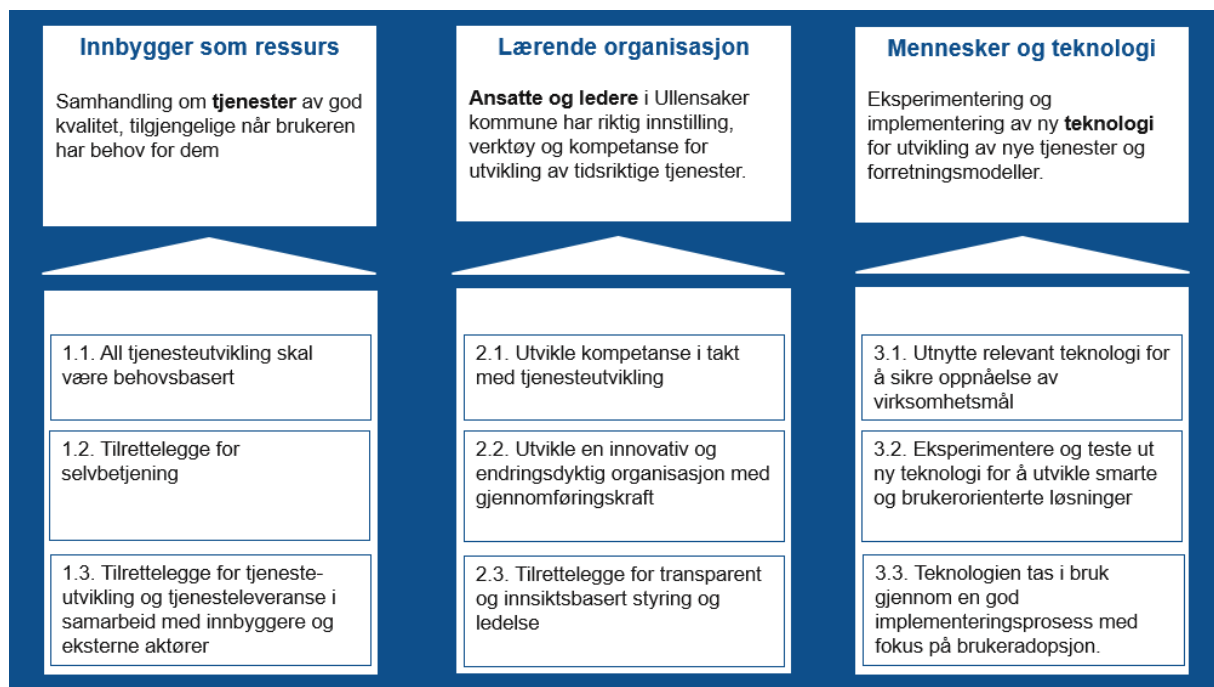 Innbygger som ressurs
Samhandling om tjenester av god
kvalitet, tilgjengelige når brukeren
har behov for dem
1.1. All tjenesteutvikling skal
være behovsbasert
1.2. Tilrettelegge for
selvbetjening
1.3. Tilrettelegge for tjeneste-
utvikling og tjenesteleveranse i
samarbeid med innbyggere og
eksterne aktører
Lærende organisasjon
Ansatte og ledere i Ullensaker
kommune har riktig innstilling,
verktøy og kompetanse for
utvikling av tidsriktige tjenester.
2.1. Utvikle kompetanse i takt
med tjenesteutvikling
2.2. Utvikle en innovativ og
endringsdyktig organisasjon med
gjennomføringskraft
2.3. Tilrettelegge for transparent
og innsiktsbasert styring og
ledelse
Mennesker og teknologi
Eksperimentering og
implementering av ny teknologi
for utvikling av nye tjenester og
forretningsmodeller.
3.1. Utnytte relevant teknologi for
å sikre oppnåelse av
virksomhetsmål
3.2. Eksperimentere og teste ut
ny teknologi for å utvikle smarte
og brukerorienterte løsninger
3.3. Teknologien tas i bruk
gjennom en god
implementeringsprosess med
fokus på brukeradopsjon.